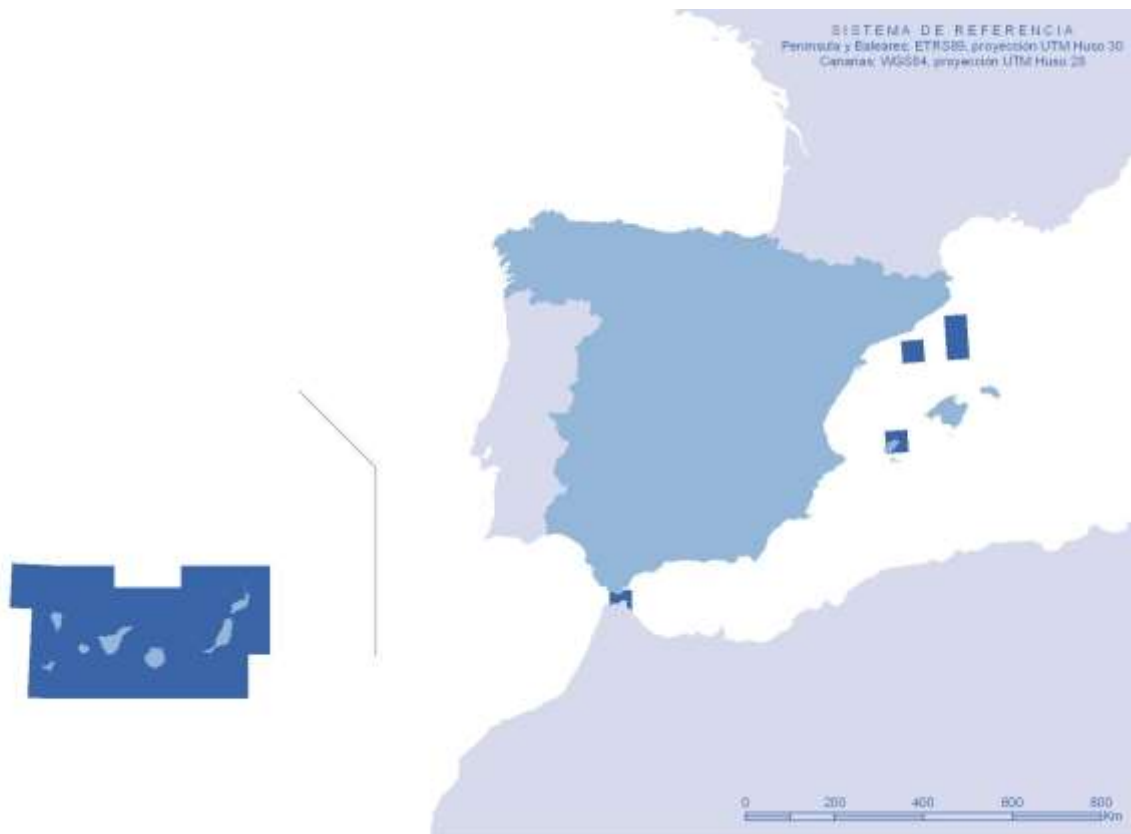 SISTEMA DE REFERENCIA
Península y Baleares: ETRS89, proyección UTM Huso 30
Canarias: WGS84, proyección UTM Huso 28
0 200 400 600 800
Km